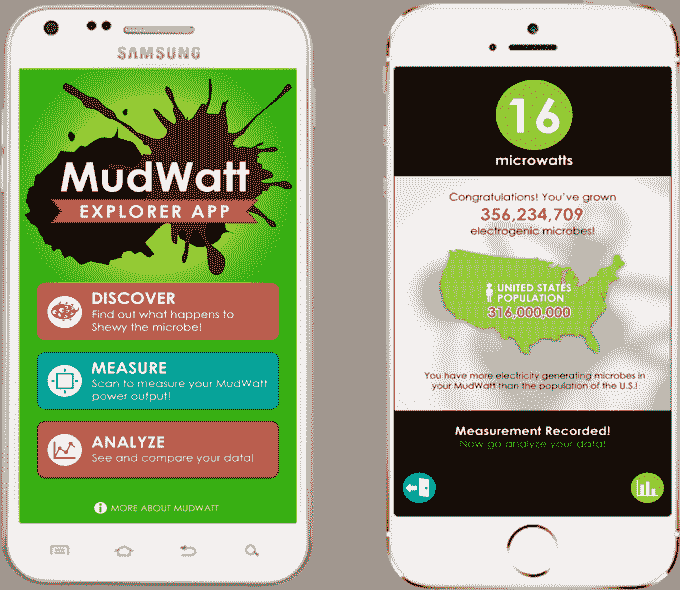 SAMSUNG
MudWatt
EXPLORER APP
DISCOVER
Find out what happens to
Shewy the microbe!
MEASURE
Scan to measure your MudWatt
power output!
ANALYZE
See and compare your data!
i MORE ABOUT MUDWATT
16
microwatts
Congratulations! You've grown
356,234,709
electrogenic microbes!
UNITED STATES
POPULATION
316,000,000
You have more electricity generating microbes in
your MudWatt than the population of the U.S.!
Measurement Recorded!
Now go analyze your data!